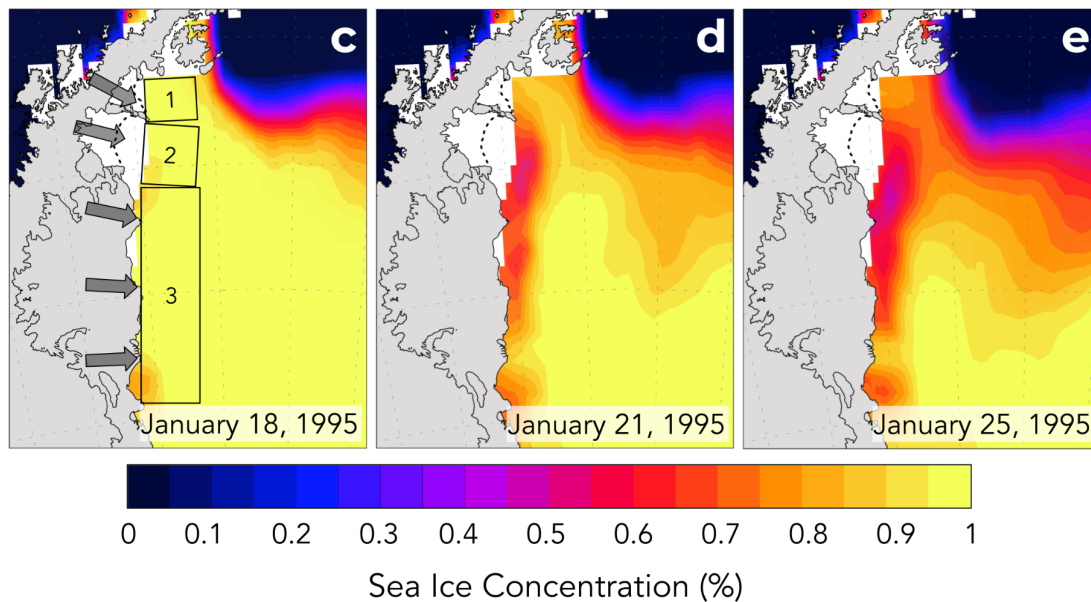 c
d
e
1
2
3
January 18, 1995
January 21, 1995
January 25, 1995
0 0.1 0.2 0.3 0.4 0.5 0.6 0.7 0.8 0.9 1
Sea Ice Concentration (%)